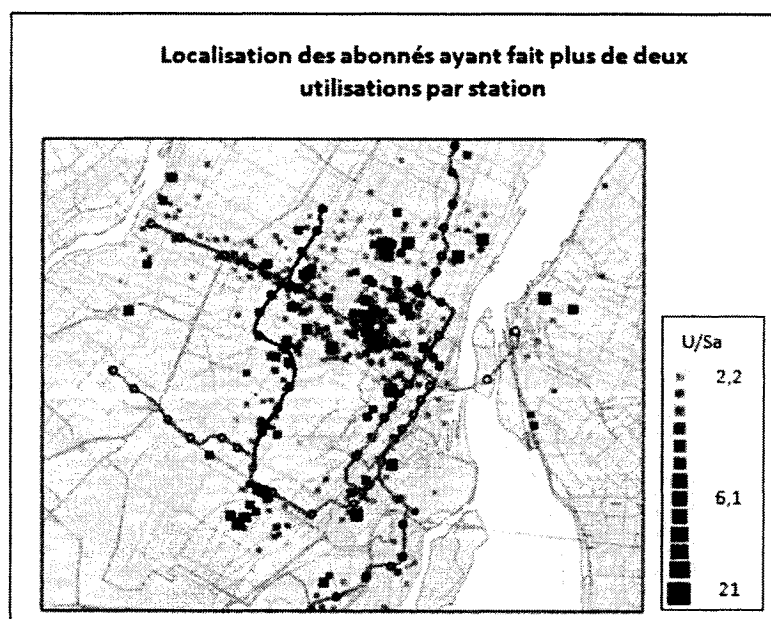 Localisation des abonnés ayant fait plus de deux
utilisations par station
U/Sa
2,2
6,1
21